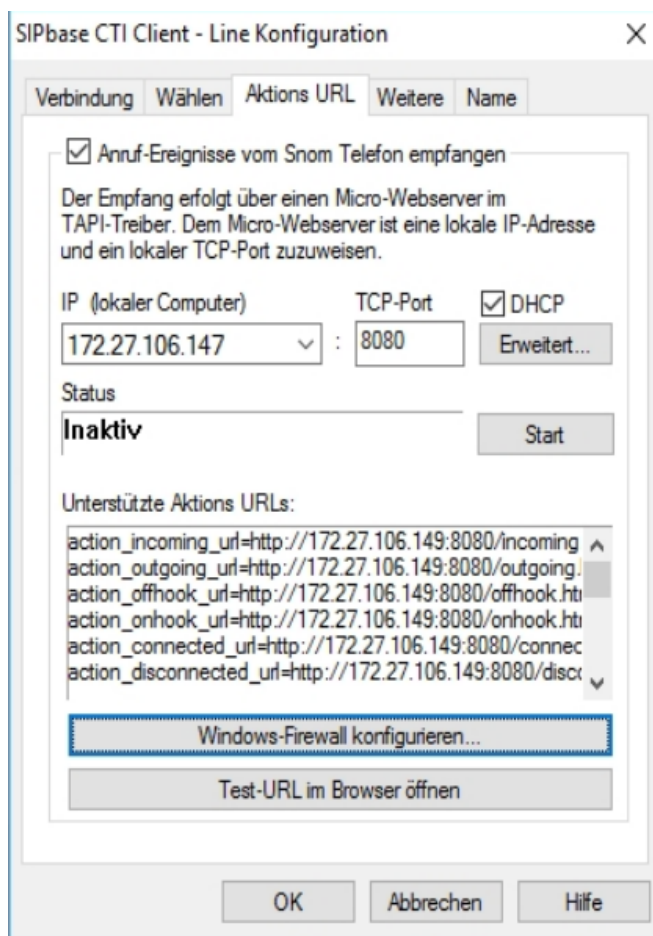 SIPbase CTI Client - Line Konfiguration
Verbindung Wählen Aktions URL Weitere Name
Anruf-Ereignisse vom Snom Telefon empfangen
Der Empfang erfolgt über einen Micro-Webserver im
TAPI-Treiber. Dem Micro-Webserver ist eine lokale IP-Adresse
und ein lokaler TCP-Port zuzuweisen.
IP (lokaler Computer) TCP-Port DHCP
172.27.106.147 : 8080 Erweitert...
Status
Inaktiv Start
Unterstützte Aktions URLs:
action_incoming_url=http://172.27.106.149:8080/incoming
action_outgoing_url=http://172.27.106.149:8080/outgoing.
action_offhook_url=http://172.27.106.149:8080/offhook.ht
action_onhook_url=http://172.27.106.149:8080/onhook.ht
action_connected_url=http://172.27.106.149:8080/connec
action_disconnected_url=http://172.27.106.149:8080/disc
Windows-Firewall konfigurieren...
Test-URL im Browser öffnen
OK Abbrechen Hilfe